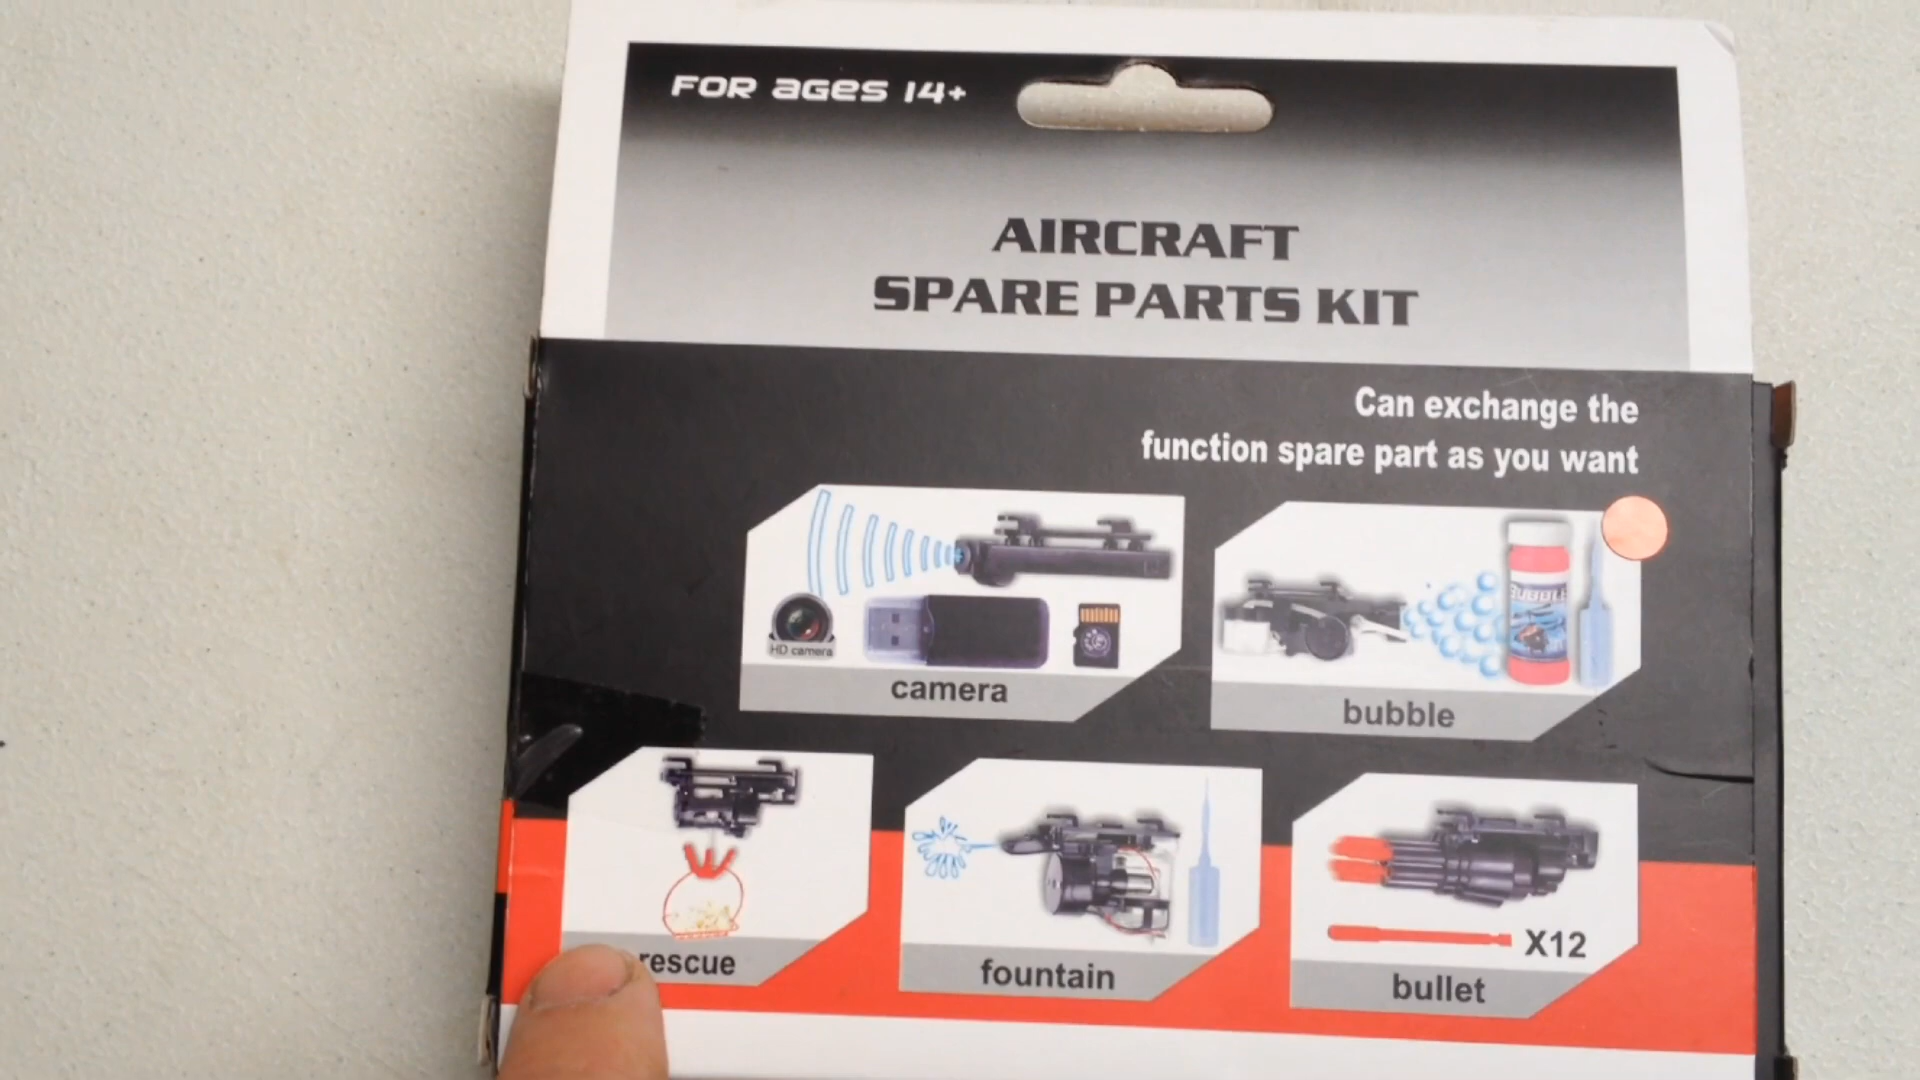 FOR AGES 14+
AIRCRAFT
SPARE PARTS KIT
Can exchange the
function spare part as you want
HD camera
camera
BUBBLE
bubble
rescue
fountain
X12
bullet